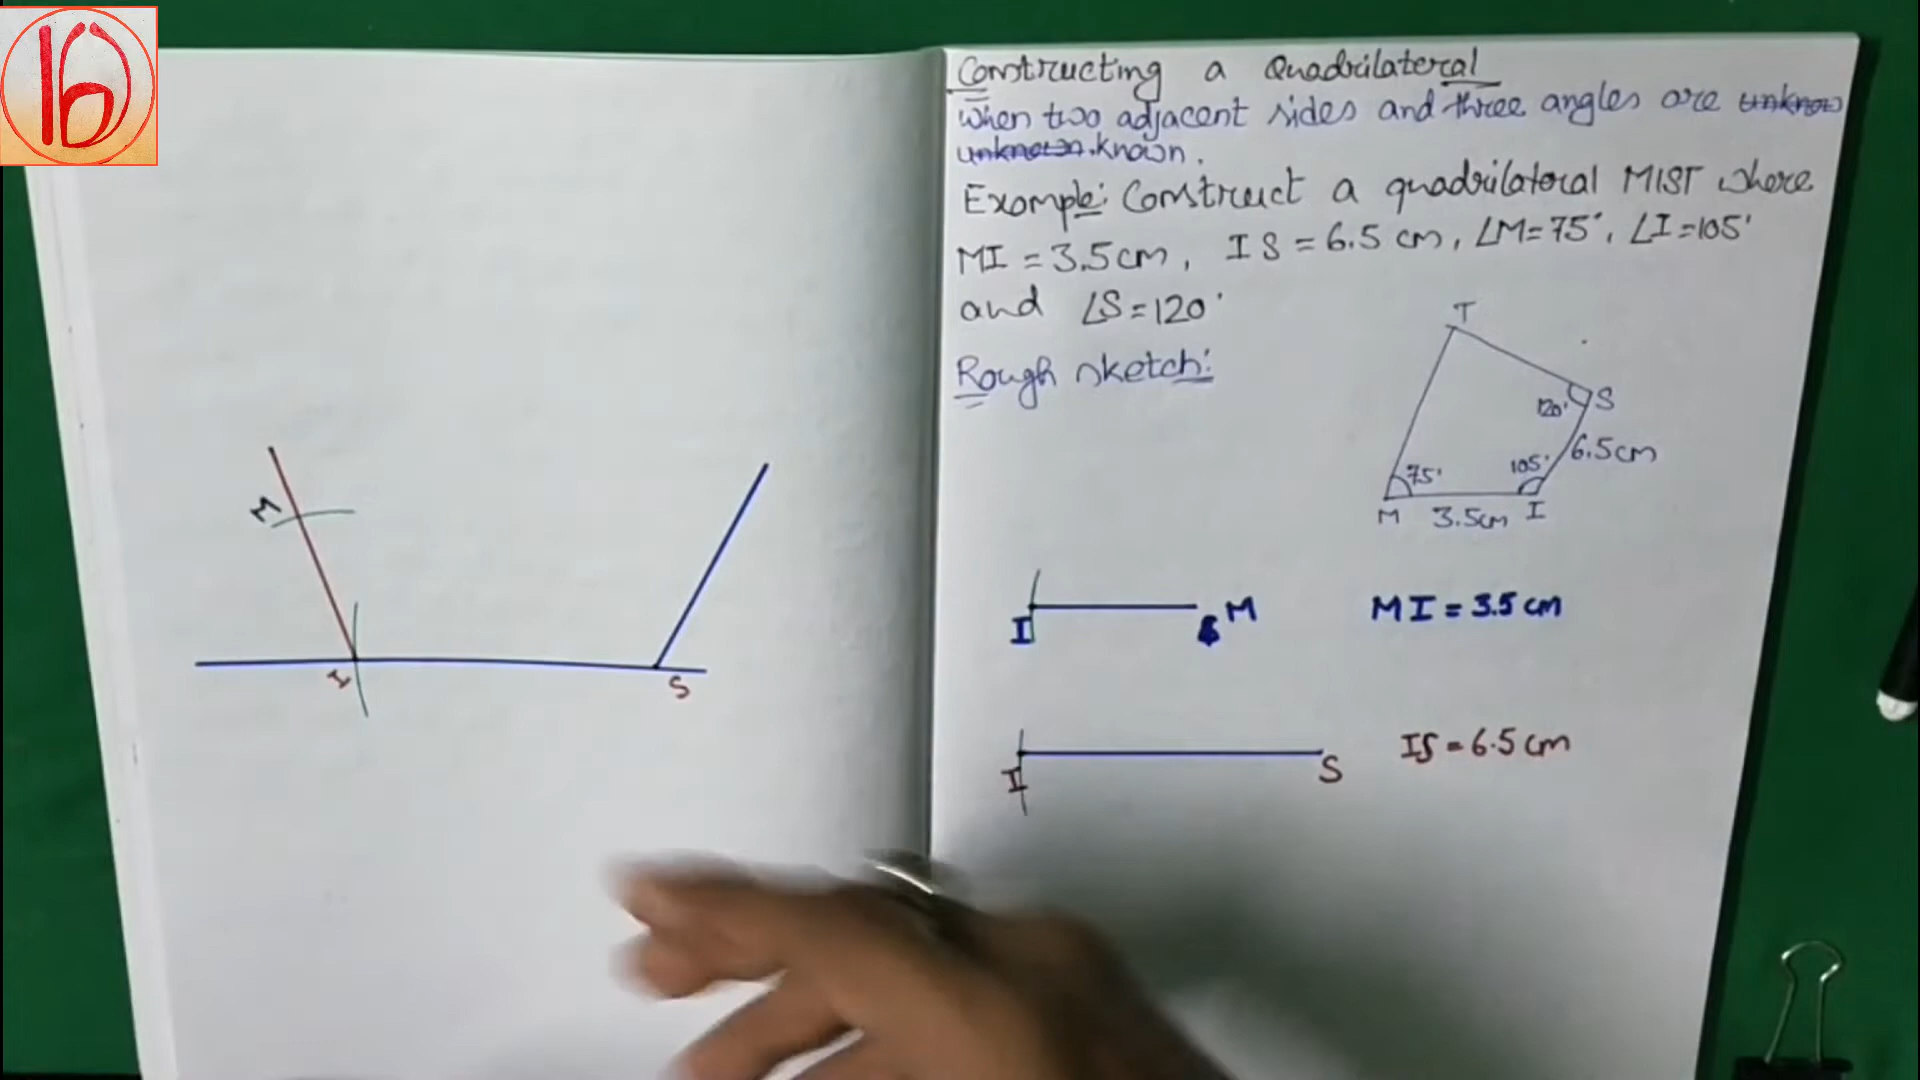 Constructing a Quadrilateral
When two adjacent sides and three angles are unknow
unknown. known.
Example: Construct a quadrilateral MIST where
MI = 3.5 cm, IS = 6.5 cm, ∠M=75°, ∠I=105°
and ∠S=120°
Rough sketch:
T
120° S
6.5cm
75° 105°
M 3.5cm I
M
I S
I M MI = 3.5 cm
I S IS = 6.5 cm